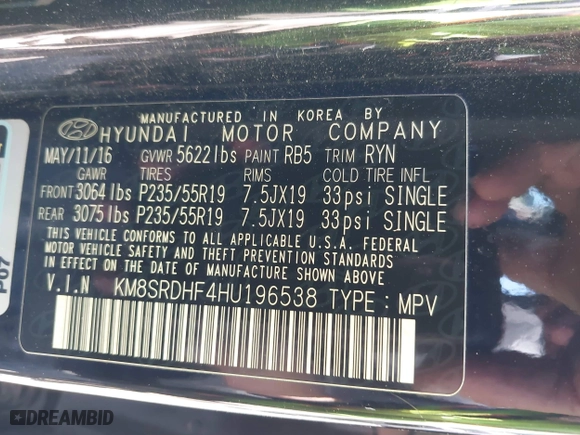 MANUFACTURED IN KOREA BY
HYUNDAI MOTOR COMPANY
MAY/11/16 GVWR 5622lbs PAINT RB5 TRIM RYN
GAWR TIRES RIMS COLD TIRE INFL
FRONT 3064lbs P235/55R19 7.5JX19 33psi SINGLE
REAR 3075lbs P235/55R19 7.5JX19 33psi SINGLE
THIS VEHICLE CONFORMS TO ALL APPLICABLE U.S.A. FEDERAL
MOTOR VEHICLE SAFETY AND THEFT PREVENTION STANDARDS
IN EFFECT ON THE DATE OF MANUFACTURE SHOWN ABOVE.
V.I.N KM8SRDHF4HU196538 TYPE : MPV
P07
DREAMBID